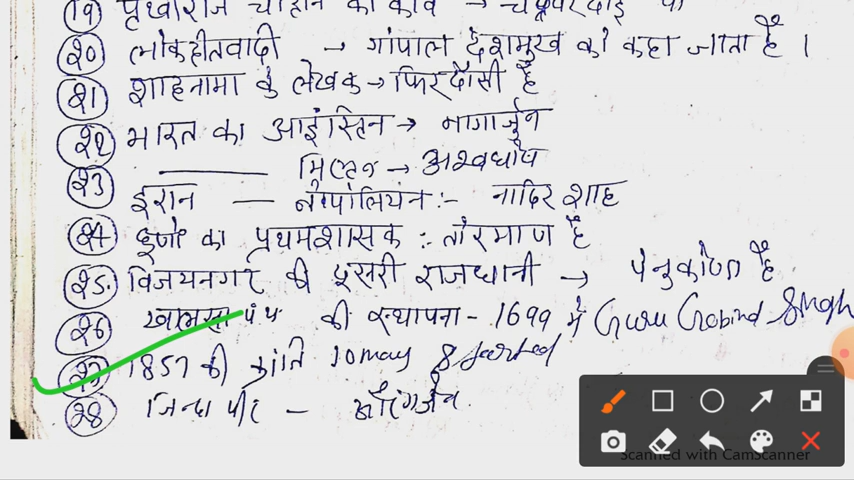 (19) पृथ्वीराज चौहान का कवि → चन्द्रवरदाई था
(20) लोकहीतवादी → गोपाल देशमुख को कहा जाता है ।
(21) शाहनामा के लेखक → फिरदौसी है
(22) भारत का आइंस्तिन → नागार्जुन
——— मिल्टन → अश्वघोष
(23) ईरान — नेपोलियन :- नादिर शाह
(24) हूणों का प्रथमशासक : तोरमाण है
(25) विजयनगर की दूसरी राजधानी → पेनुकोण्डा है
(26) खालसा पंथ की स्थापना - 1699 में Guru Gobind Singh
(27) 1857 की क्रांति 10 may started
(28) जिन्दा पीर – औरंगजेब
Scanned with CamScanner